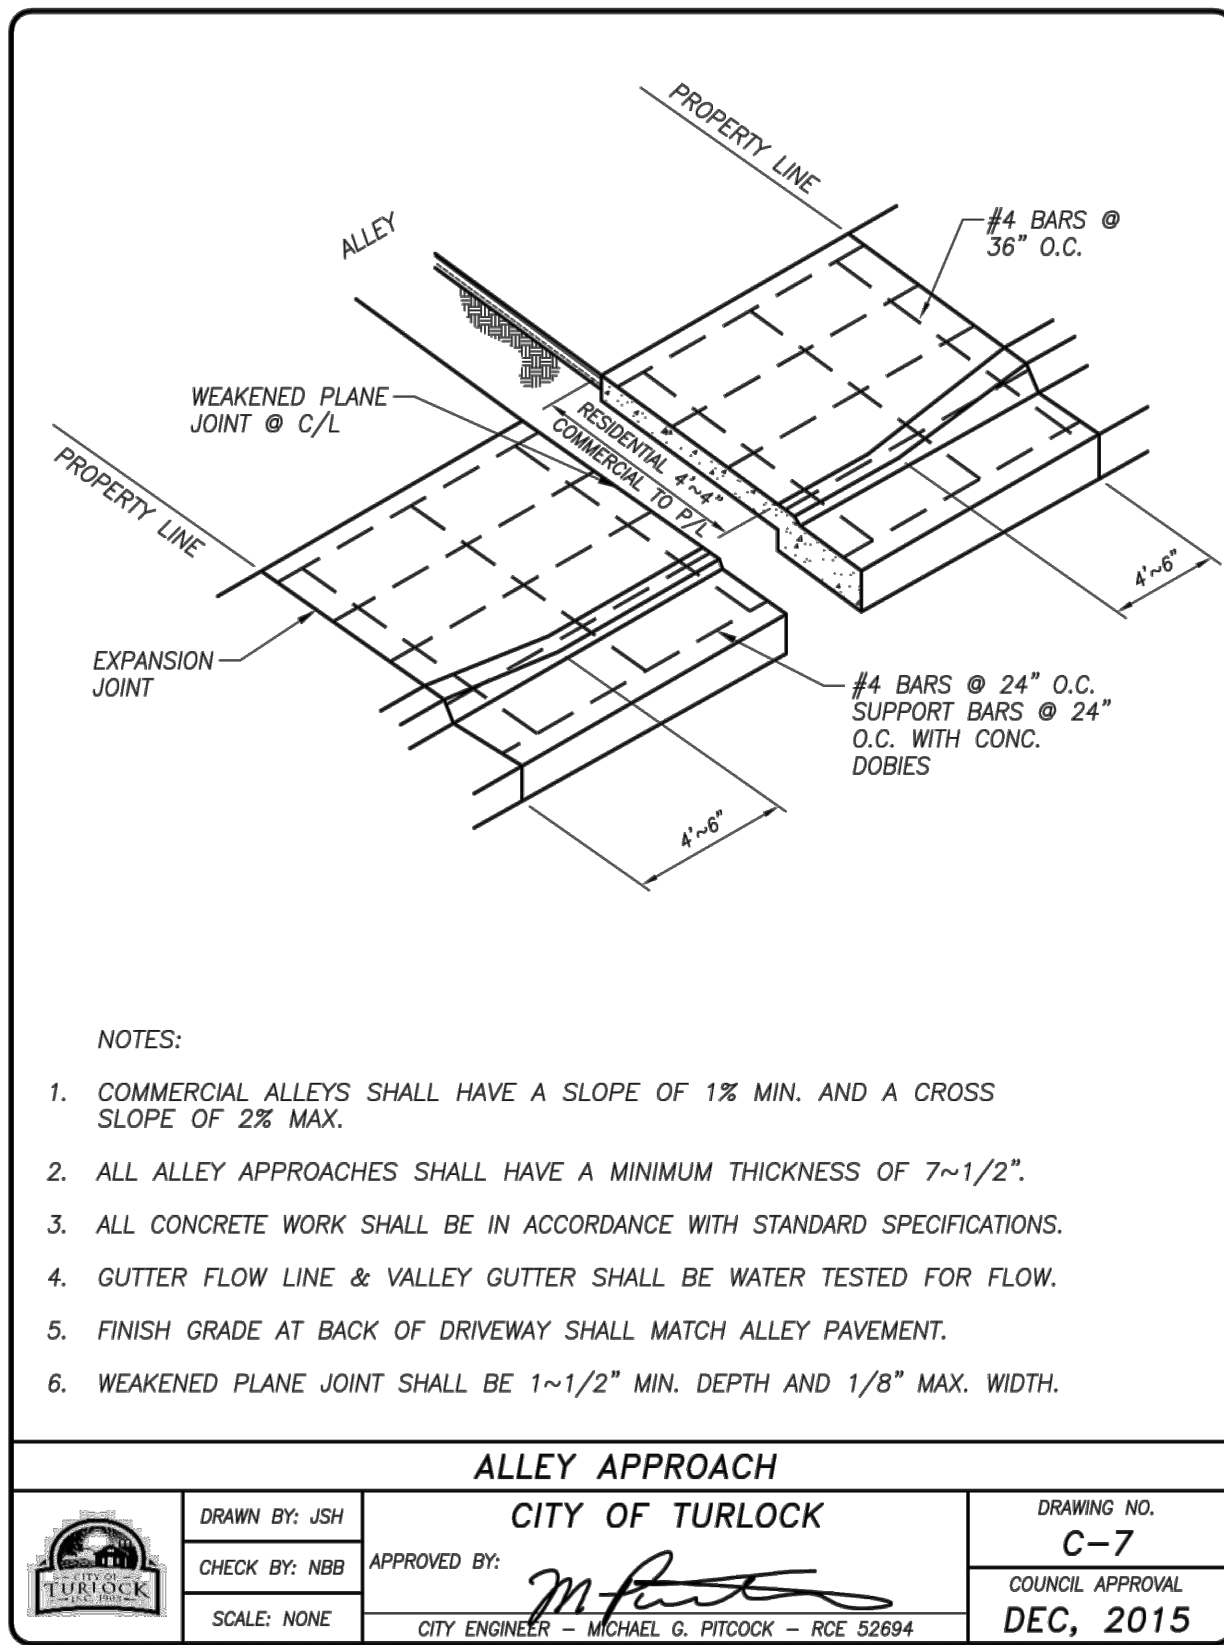 PROPERTY LINE
#4 BARS @
36" O.C.
ALLEY
WEAKENED PLANE
JOINT @ C/L
RESIDENTIAL 4'~4"
COMMERCIAL TO P/L
PROPERTY LINE
4'~6"
EXPANSION
JOINT
#4 BARS @ 24" O.C.
SUPPORT BARS @ 24"
O.C. WITH CONC.
DOBIES
4'~6"
NOTES:
1. COMMERCIAL ALLEYS SHALL HAVE A SLOPE OF 1% MIN. AND A CROSS
SLOPE OF 2% MAX.
2. ALL ALLEY APPROACHES SHALL HAVE A MINIMUM THICKNESS OF 7~1/2".
3. ALL CONCRETE WORK SHALL BE IN ACCORDANCE WITH STANDARD SPECIFICATIONS.
4. GUTTER FLOW LINE & VALLEY GUTTER SHALL BE WATER TESTED FOR FLOW.
5. FINISH GRADE AT BACK OF DRIVEWAY SHALL MATCH ALLEY PAVEMENT.
6. WEAKENED PLANE JOINT SHALL BE 1~1/2" MIN. DEPTH AND 1/8" MAX. WIDTH.
ALLEY APPROACH
CITY OF
TURLOCK
DRAWN BY: JSH
CHECK BY: NBB
SCALE: NONE
CITY OF TURLOCK
APPROVED BY:
CITY ENGINEER – MICHAEL G. PITCOCK – RCE 52694
DRAWING NO.
C-7
COUNCIL APPROVAL
DEC, 2015